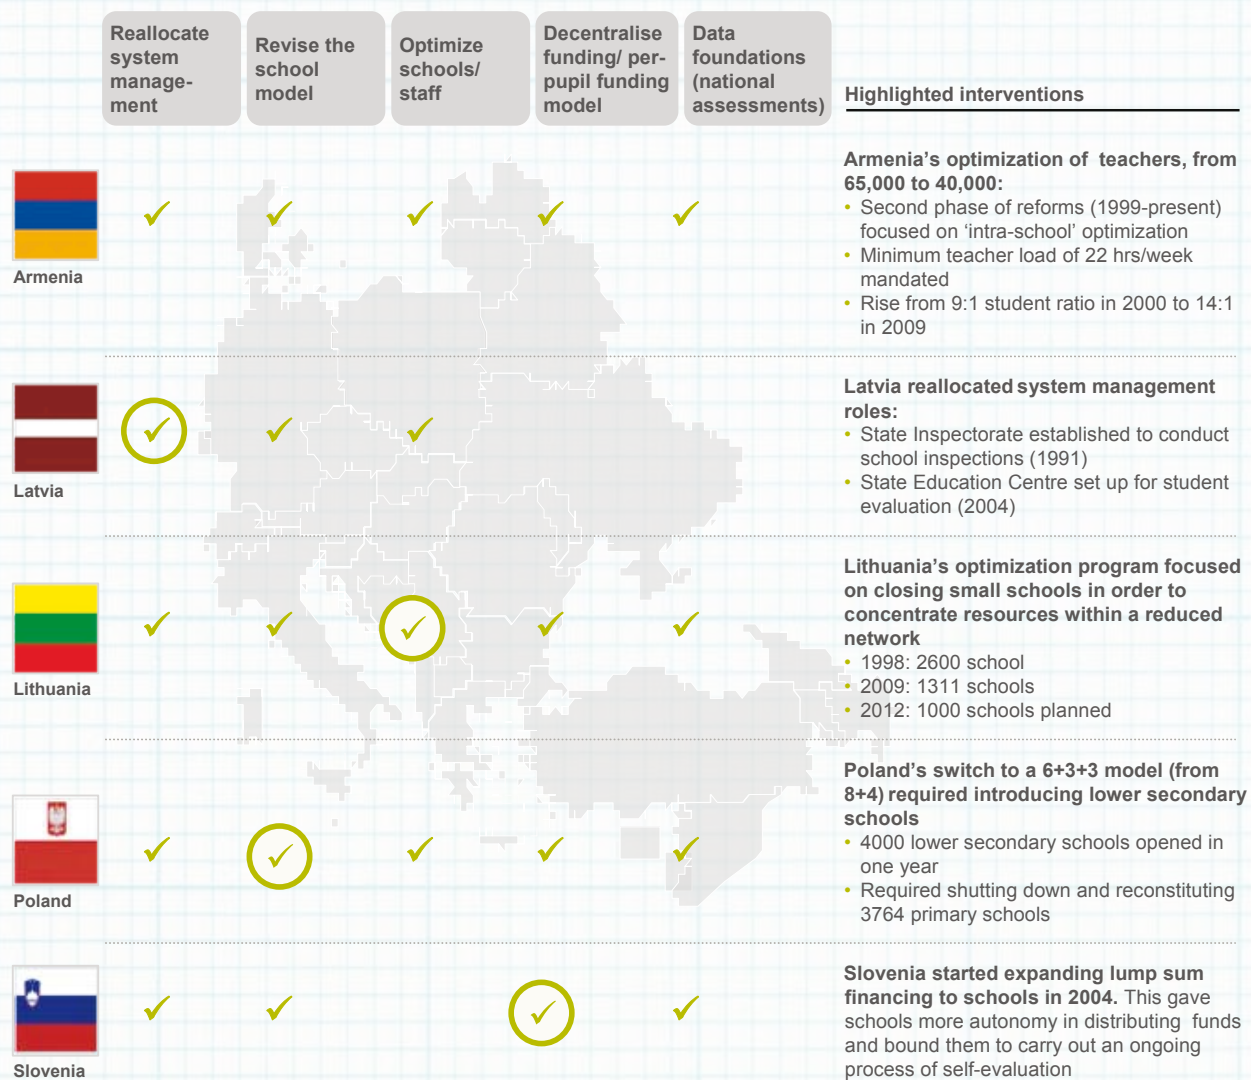 Reallocate
system
manage-
ment
Revise the
school
model
Optimize
schools/
staff
Decentralise
funding/ per-
pupil funding
model
Data
foundations
(national
assessments)
Highlighted interventions
Armenia
Armenia's optimization of teachers, from
65,000 to 40,000:
• Second phase of reforms (1999-present)
focused on 'intra-school' optimization
• Minimum teacher load of 22 hrs/week
mandated
• Rise from 9:1 student ratio in 2000 to 14:1
in 2009
Latvia
Latvia reallocated system management
roles:
• State Inspectorate established to conduct
school inspections (1991)
• State Education Centre set up for student
evaluation (2004)
Lithuania
Lithuania's optimization program focused
on closing small schools in order to
concentrate resources within a reduced
network
• 1998: 2600 school
• 2009: 1311 schools
• 2012: 1000 schools planned
Poland
Poland's switch to a 6+3+3 model (from
8+4) required introducing lower secondary
schools
• 4000 lower secondary schools opened in
one year
• Required shutting down and reconstituting
3764 primary schools
Slovenia
Slovenia started expanding lump sum
financing to schools in 2004. This gave
schools more autonomy in distributing funds
and bound them to carry out an ongoing
process of self-evaluation